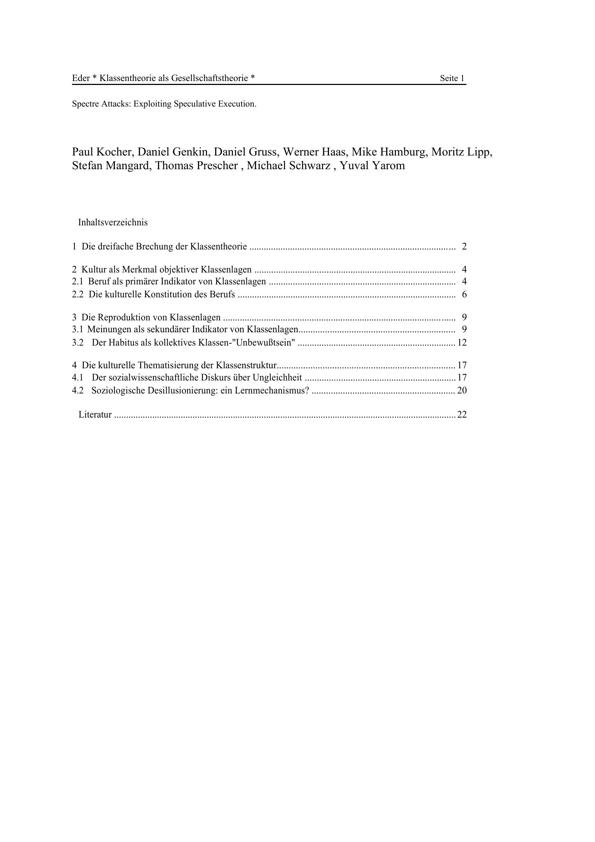 Eder * Klassentheorie als Gesellschaftstheorie * Seite 1
Spectre Attacks: Exploiting Speculative Execution.
Paul Kocher, Daniel Genkin, Daniel Gruss, Werner Haas, Mike Hamburg, Moritz Lipp,
Stefan Mangard, Thomas Prescher , Michael Schwarz , Yuval Yarom
Inhaltsverzeichnis
1 Die dreifache Brechung der Klassentheorie ..................................................................................... 2
2 Kultur als Merkmal objektiver Klassenlagen ................................................................................... 4
2.1 Beruf als primärer Indikator von Klassenlagen ............................................................................. 4
2.2 Die kulturelle Konstitution des Berufs .......................................................................................... 6
3 Die Reproduktion von Klassenlagen ................................................................................................ 9
3.1 Meinungen als sekundärer Indikator von Klassenlagen................................................................. 9
3.2 Der Habitus als kollektives Klassen-"Unbewußtsein" .................................................................. 12
4 Die kulturelle Thematisierung der Klassenstruktur.......................................................................... 17
4.1 Der sozialwissenschaftliche Diskurs über Ungleichheit ............................................................... 17
4.2 Soziologische Desillusionierung: ein Lernmechanismus? ............................................................ 20
Literatur .............................................................................................................................................. 22